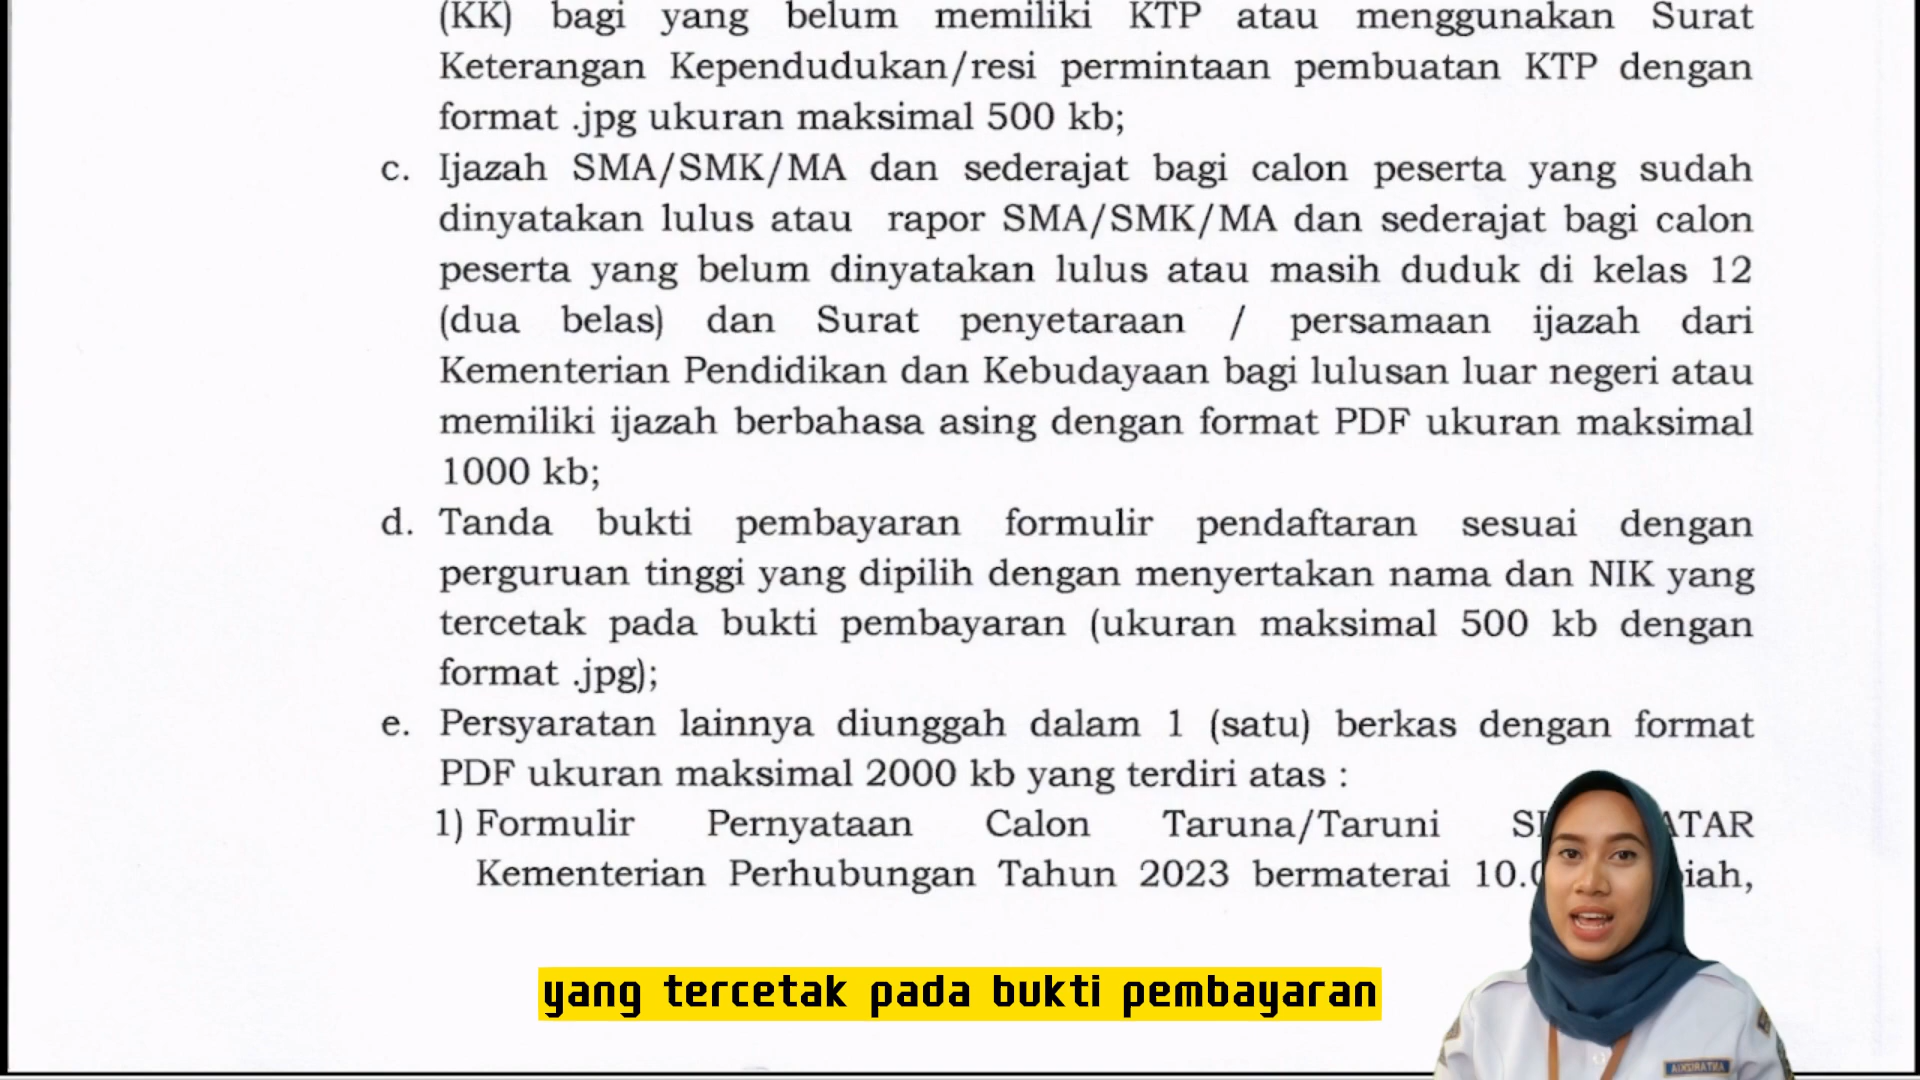 (KK) bagi yang belum memiliki KTP atau menggunakan Surat
Keterangan Kependudukan/resi permintaan pembuatan KTP dengan
format .jpg ukuran maksimal 500 kb;
c. Ijazah SMA/SMK/MA dan sederajat bagi calon peserta yang sudah
dinyatakan lulus atau rapor SMA/SMK/MA dan sederajat bagi calon
peserta yang belum dinyatakan lulus atau masih duduk di kelas 12
(dua belas) dan Surat penyetaraan / persamaan ijazah dari
Kementerian Pendidikan dan Kebudayaan bagi lulusan luar negeri atau
memiliki ijazah berbahasa asing dengan format PDF ukuran maksimal
1000 kb;
d. Tanda bukti pembayaran formulir pendaftaran sesuai dengan
perguruan tinggi yang dipilih dengan menyertakan nama dan NIK yang
tercetak pada bukti pembayaran (ukuran maksimal 500 kb dengan
format .jpg);
e. Persyaratan lainnya diunggah dalam 1 (satu) berkas dengan format
PDF ukuran maksimal 2000 kb yang terdiri atas :
1) Formulir Pernyataan Calon Taruna/Taruni
Kementerian Perhubungan Tahun 2023 bermaterai
yang tercetak pada bukti pembayaran